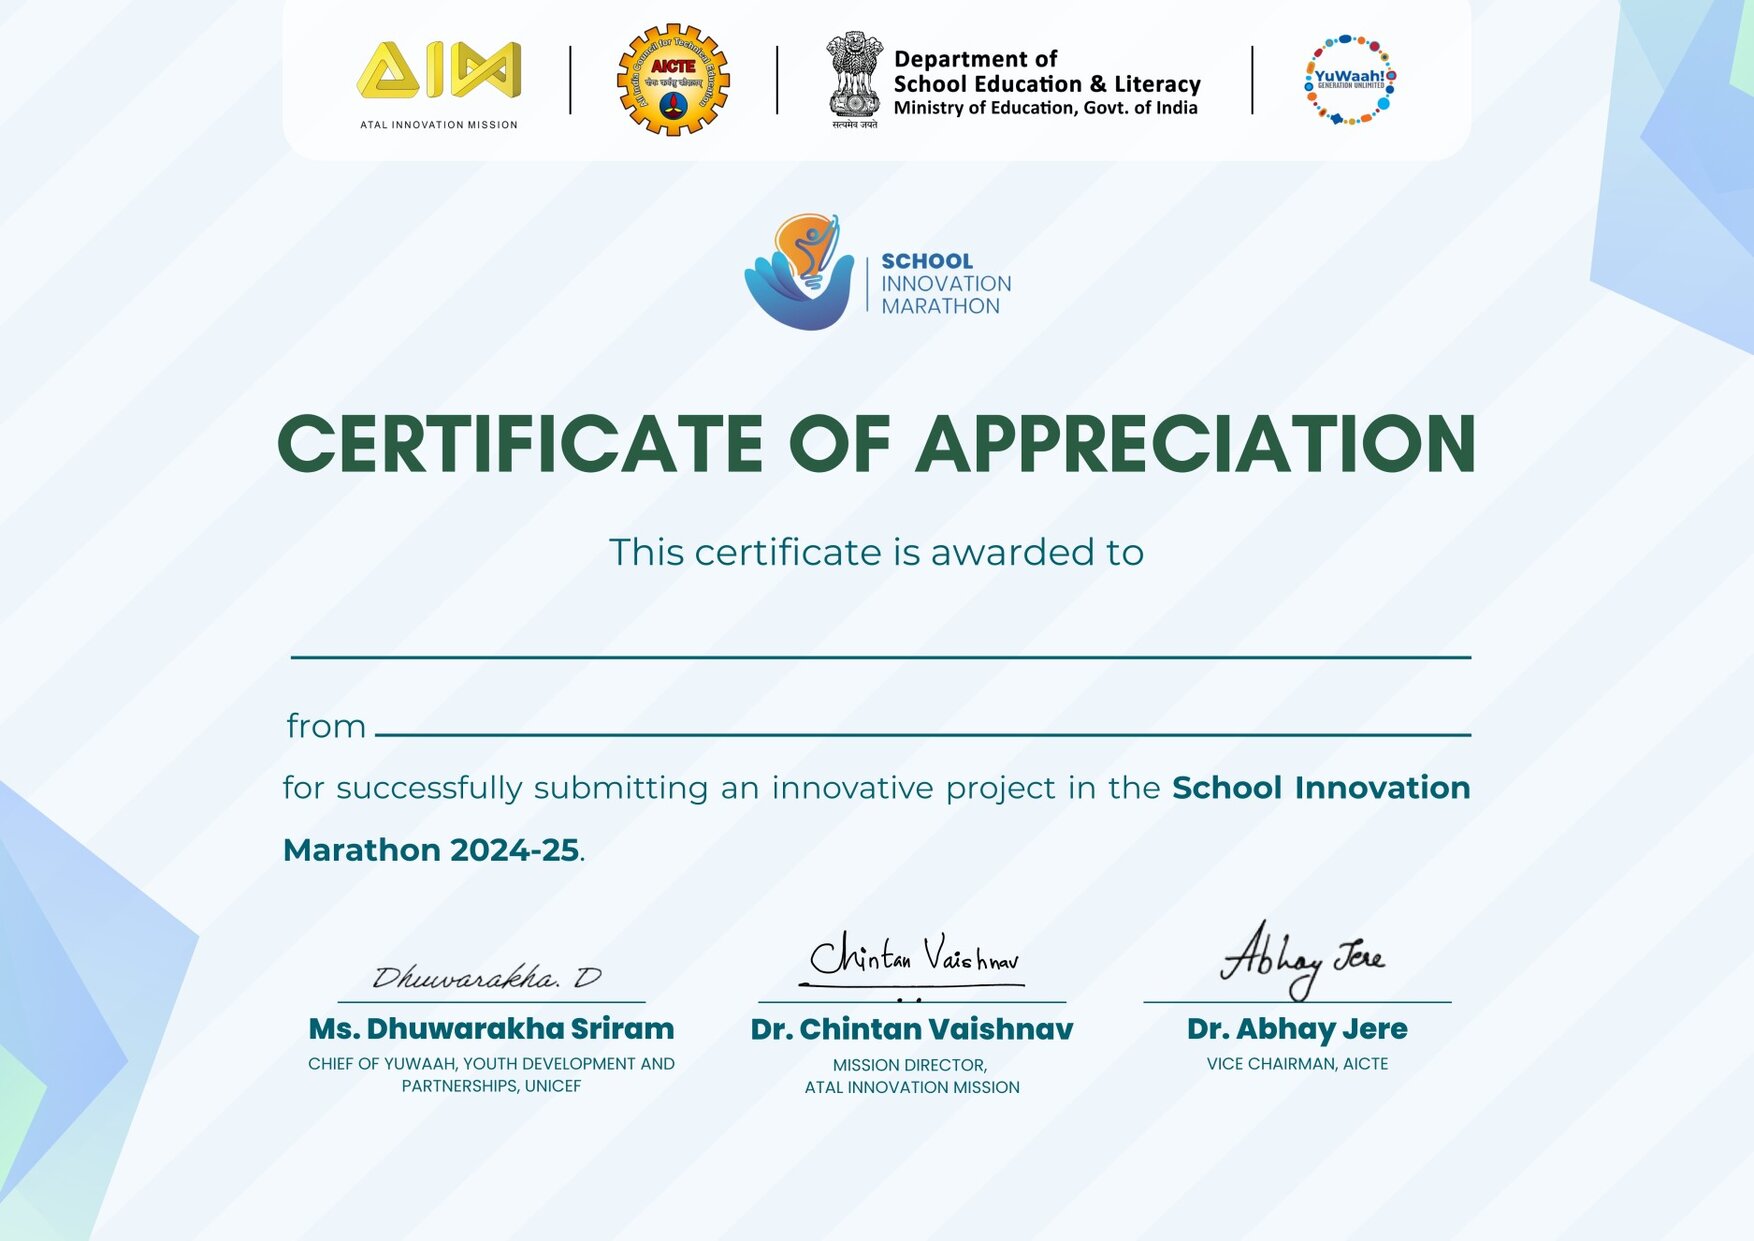 ATAL INNOVATION MISSION
All India Council for Technical Education
AICTE
योगः कर्मसु कौशलम्
सत्यमेव जयते
Department of
School Education & Literacy
Ministry of Education, Govt. of India
YuWaah!
GENERATION UNLIMITED
SCHOOL
INNOVATION
MARATHON
CERTIFICATE OF APPRECIATION
This certificate is awarded to
from
for successfully submitting an innovative project in the School Innovation
Marathon 2024-25.
Dhuwarakha. D
Chintan Vaishnav
Abhay Jere
Ms. Dhuwarakha Sriram
CHIEF OF YUWAAH, YOUTH DEVELOPMENT AND
PARTNERSHIPS, UNICEF
Dr. Chintan Vaishnav
MISSION DIRECTOR,
ATAL INNOVATION MISSION
Dr. Abhay Jere
VICE CHAIRMAN, AICTE